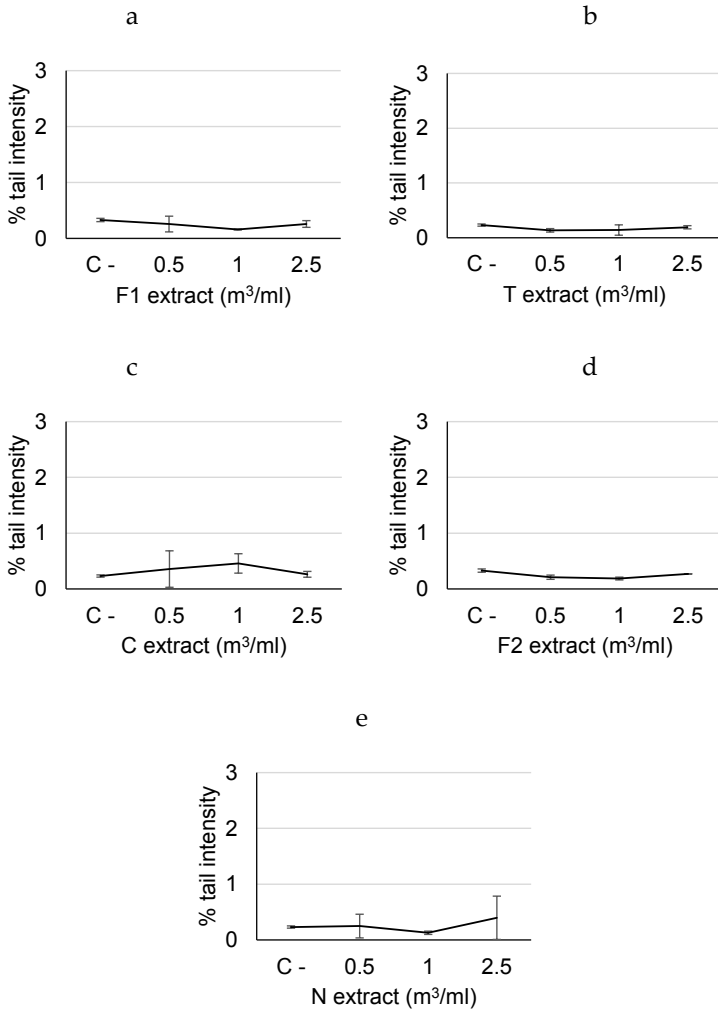 a
% tail intensity
3
2
1
0
C - 0.5 1 2.5
F1 extract (m³/ml)
b
% tail intensity
3
2
1
0
C - 0.5 1 2.5
T extract (m³/ml)
c
% tail intensity
3
2
1
0
C - 0.5 1 2.5
C extract (m³/ml)
d
% tail intensity
3
2
1
0
C - 0.5 1 2.5
F2 extract (m³/ml)
e
% tail intensity
3
2
1
0
C - 0.5 1 2.5
N extract (m³/ml)